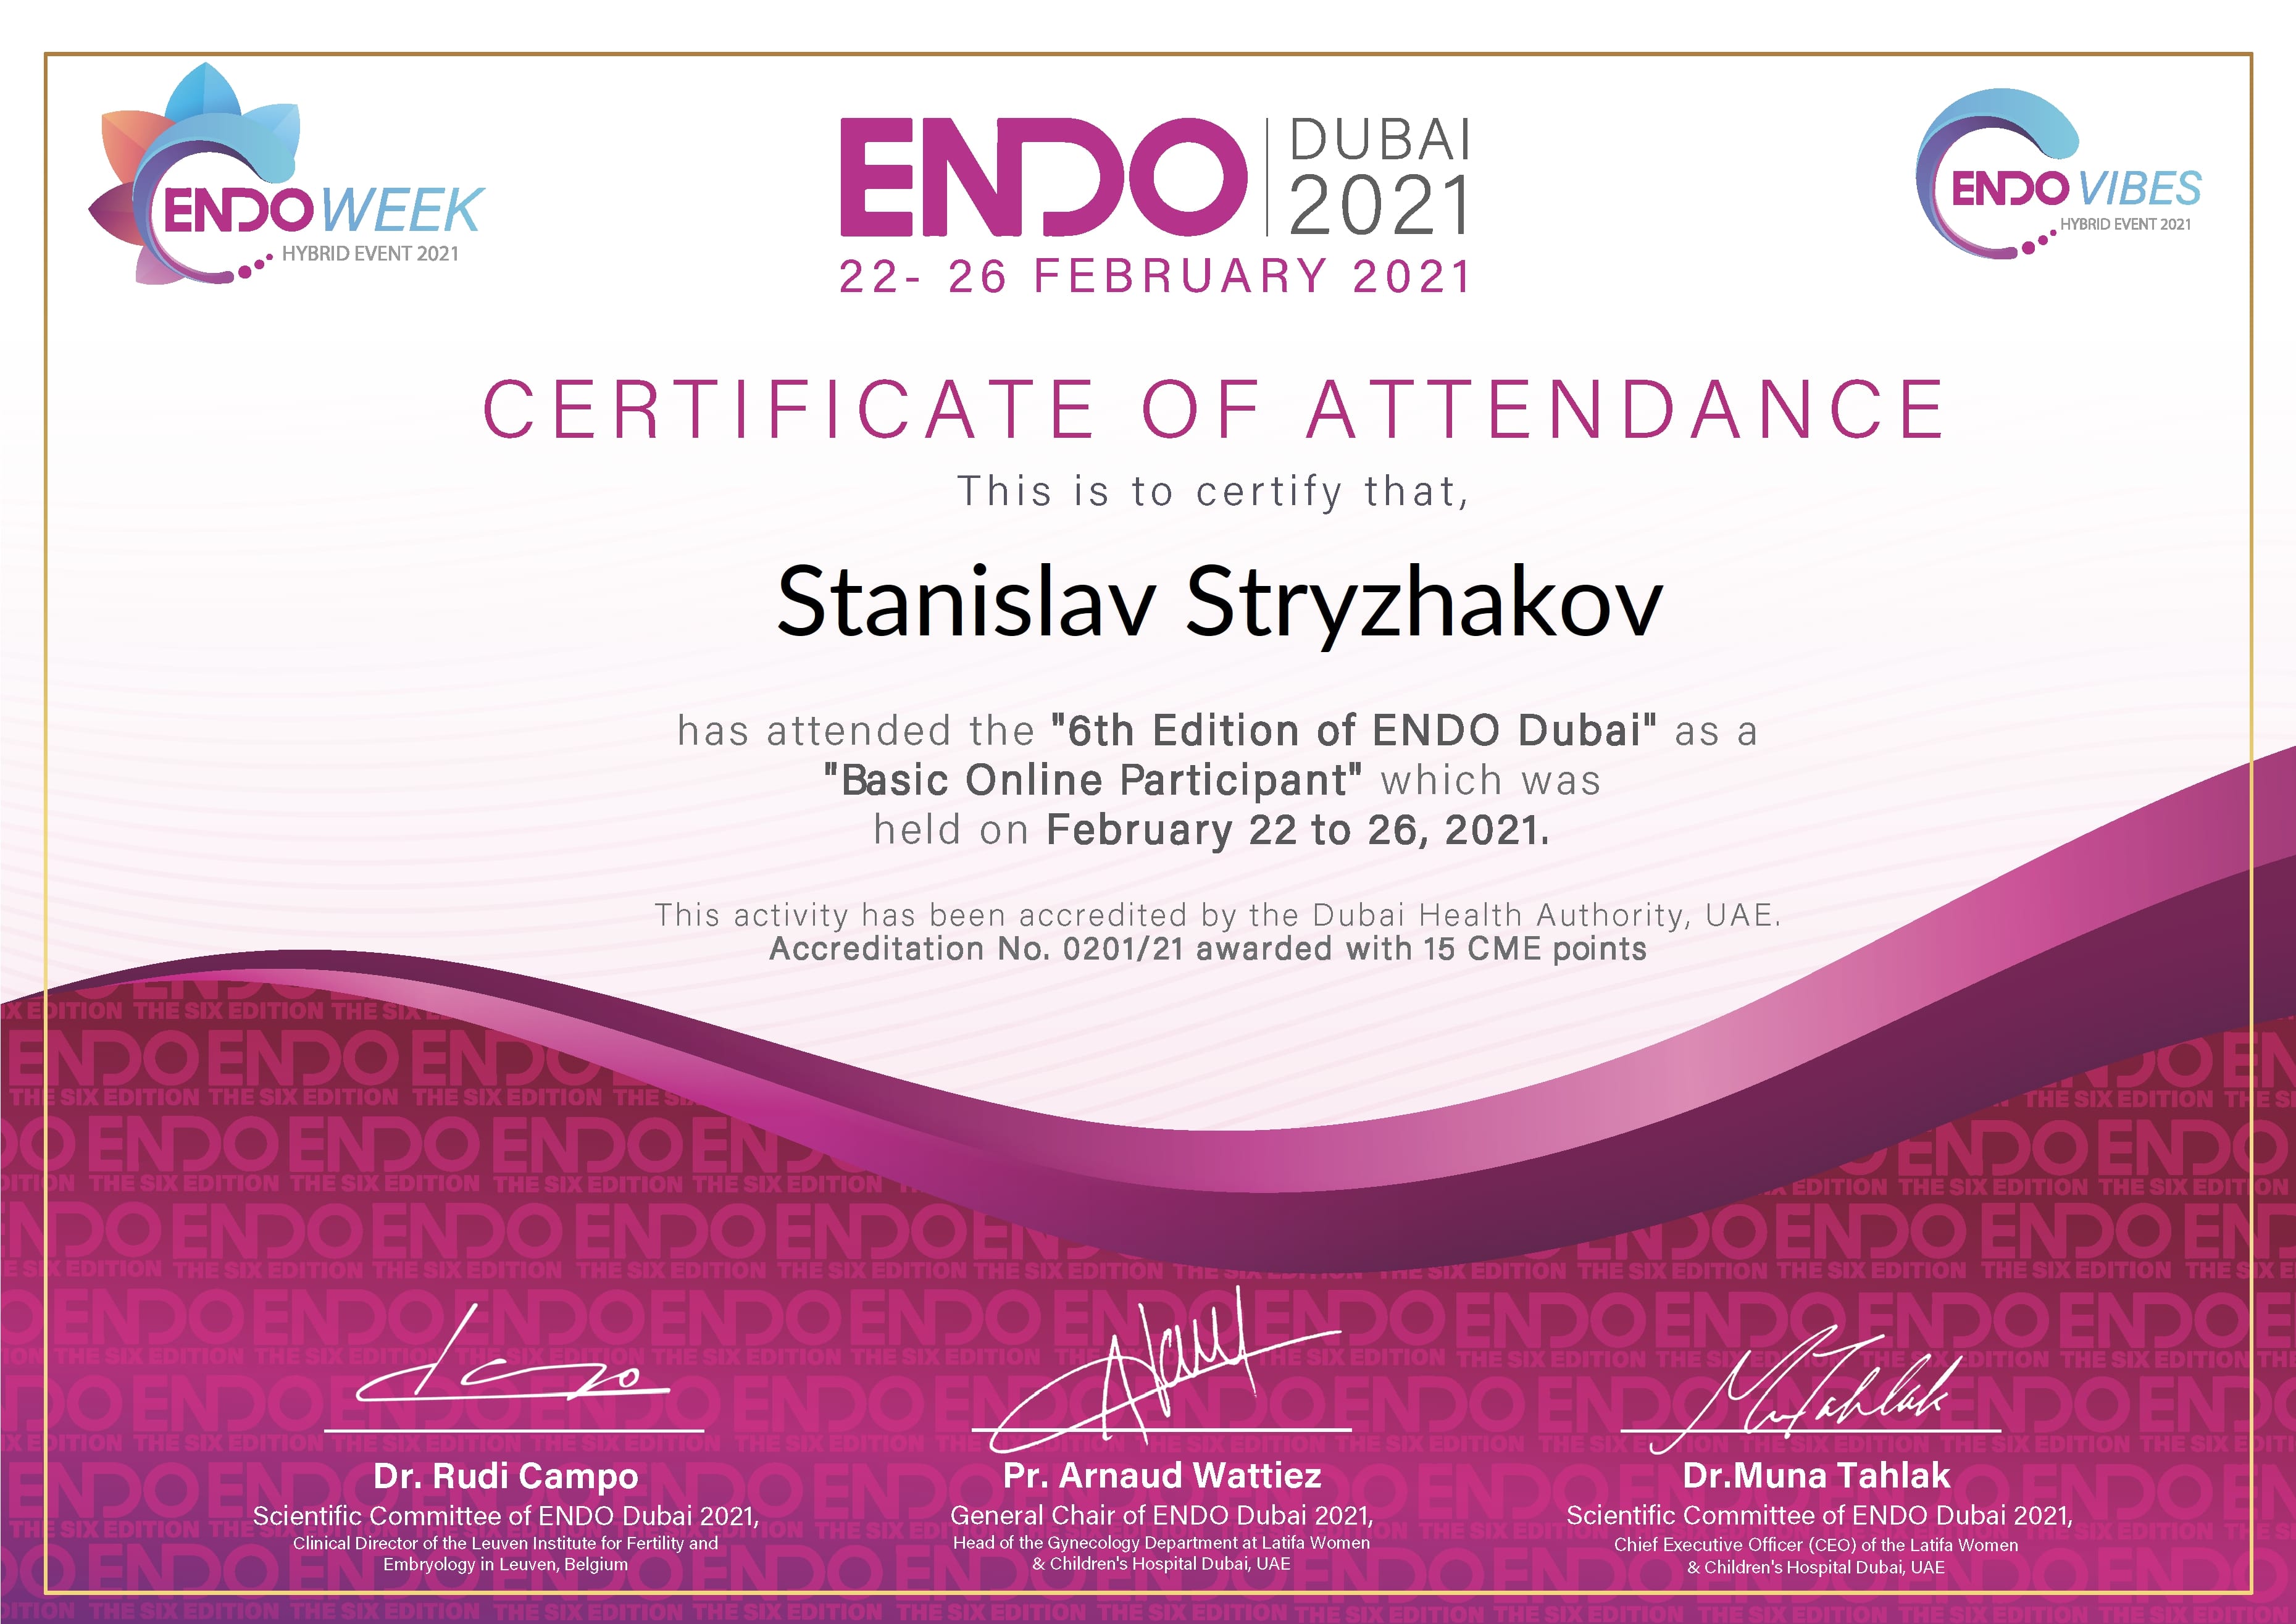 ENDO WEEK
HYBRID EVENT 2021
ENDO DUBAI 2021
22- 26 FEBRUARY 2021
ENDO VIBES
HYBRID EVENT 2021
CERTIFICATE OF ATTENDANCE
This is to certify that,
Stanislav Stryzhakov
has attended the "6th Edition of ENDO Dubai" as a
"Basic Online Participant" which was
held on February 22 to 26, 2021.
This activity has been accredited by the Dubai Health Authority, UAE.
Accreditation No. 0201/21 awarded with 15 CME points
Dr. Rudi Campo
Scientific Committee of ENDO Dubai 2021,
Clinical Director of the Leuven Institute for Fertility and
Embryology in Leuven, Belgium
Pr. Arnaud Wattiez
General Chair of ENDO Dubai 2021,
Head of the Gynecology Department at Latifa Women
& Children's Hospital Dubai, UAE
Dr.Muna Tahlak
Scientific Committee of ENDO Dubai 2021,
Chief Executive Officer (CEO) of the Latifa Women
& Children's Hospital Dubai, UAE
ENDO
THE SIX EDITION